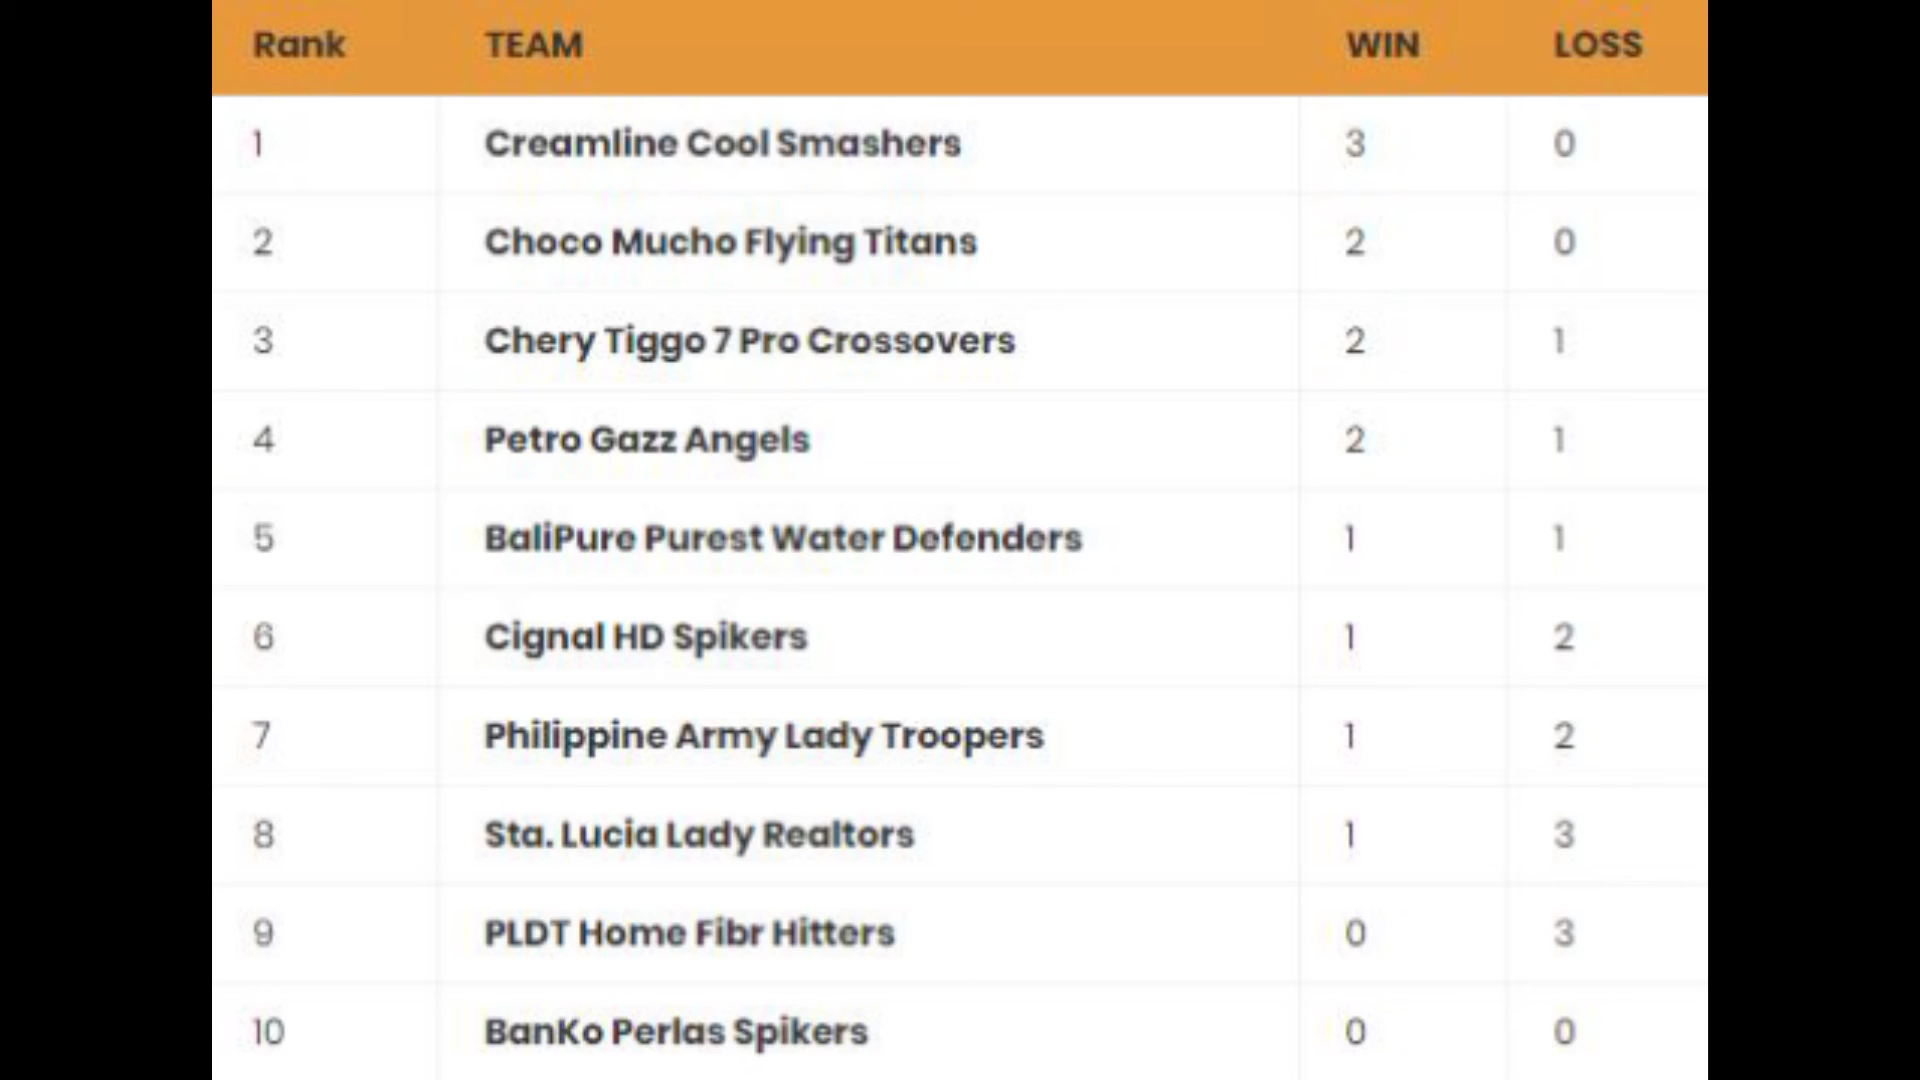 Rank TEAM WIN LOSS
1 Creamline Cool Smashers 3 0
2 Choco Mucho Flying Titans 2 0
3 Chery Tiggo 7 Pro Crossovers 2 1
4 Petro Gazz Angels 2 1
5 BaliPure Purest Water Defenders 1 1
6 Cignal HD Spikers 1 2
7 Philippine Army Lady Troopers 1 2
8 Sta. Lucia Lady Realtors 1 3
9 PLDT Home Fibr Hitters 0 3
10 BanKo Perlas Spikers 0 0